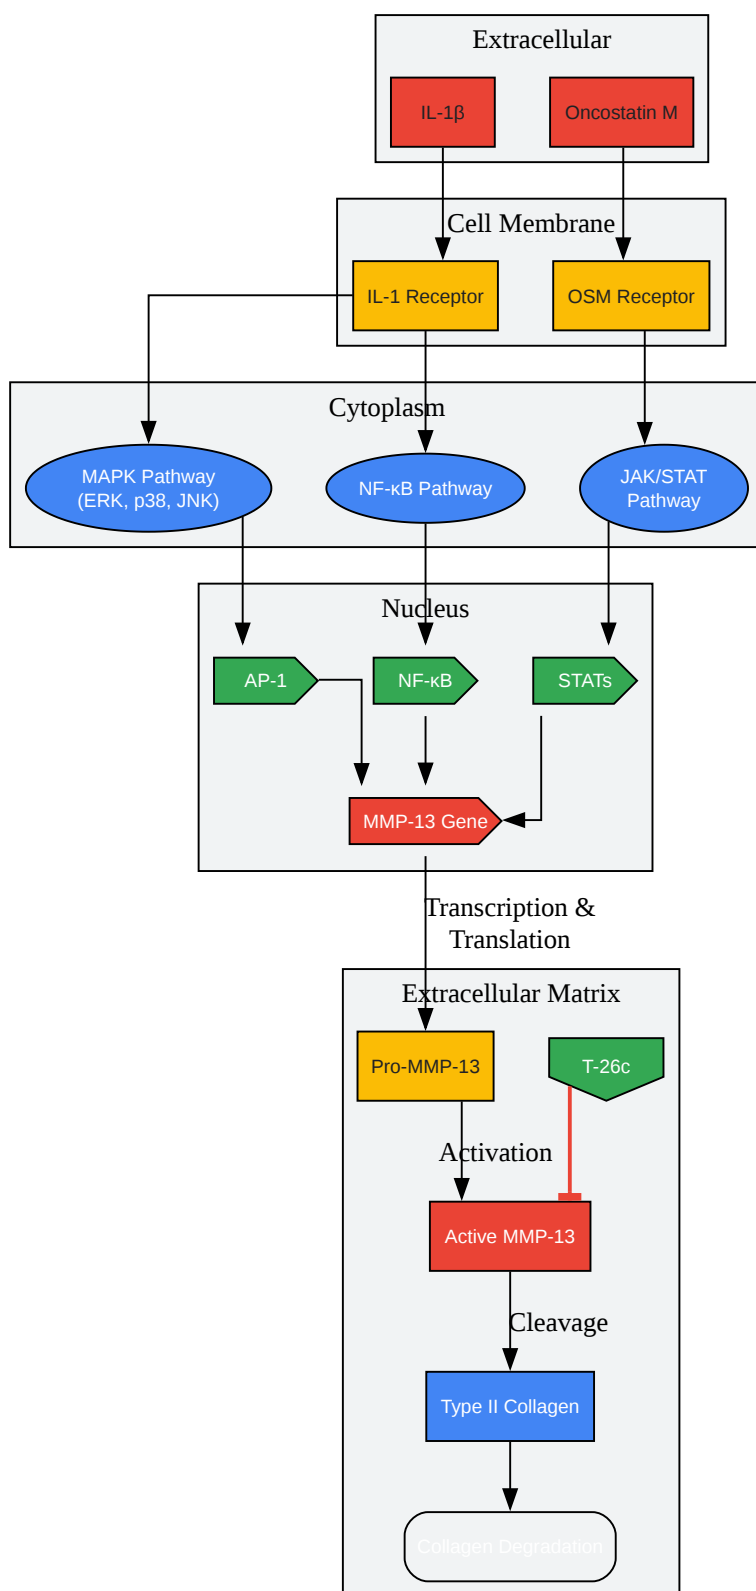 Extracellular
IL-1β
Oncostatin M
Cell Membrane
IL-1 Receptor
OSM Receptor
Cytoplasm
MAPK Pathway
(ERK, p38, JNK)
NF-κB Pathway
JAK/STAT
Pathway
Nucleus
AP-1
NF-κB
STATs
MMP-13 Gene
Transcription &
Translation
Extracellular Matrix
Pro-MMP-13
T-26c
Activation
Active MMP-13
Cleavage
Type II Collagen
Collagen Degradation